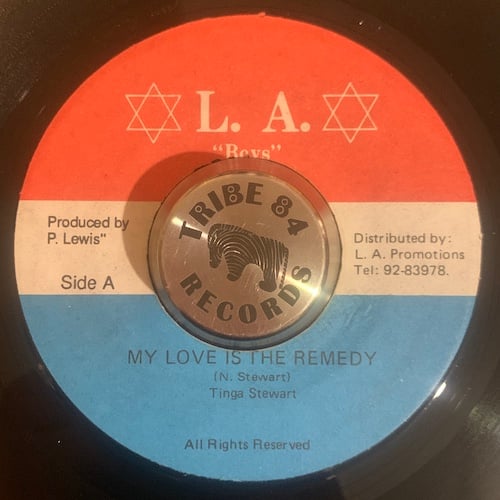 L. A.
"Boys"
TRIBE 84
RECORDS
Produced by
P. Lewis"
Side A
Distributed by:
L. A. Promotions
Tel: 92-83978.
MY LOVE IS THE REMEDY
(N. Stewart)
Tinga Stewart
All Rights Reserved